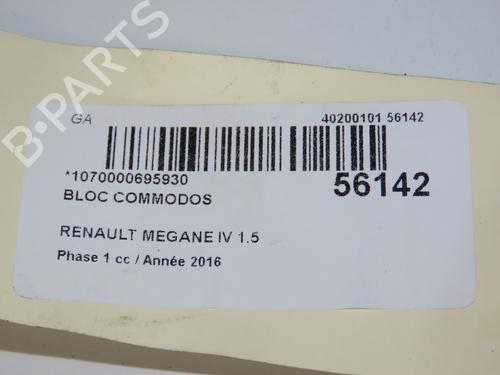 GA
40200101 56142
*1070000695930
56142
BLOC COMMODOS
RENAULT MEGANE IV 1.5
Phase 1 cc / Année 2016
B-PARTS